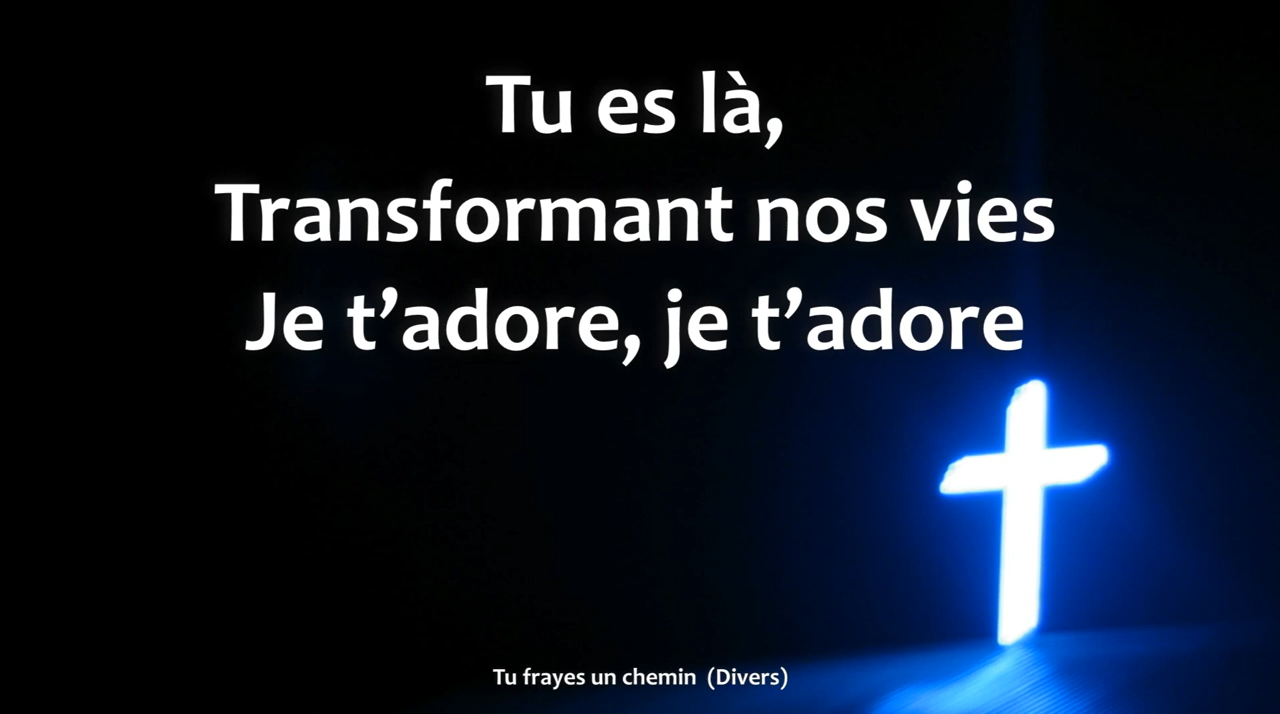 Tu es là,
Transformant nos vies
Je t’adore, je t’adore
Tu frayes un chemin (Divers)